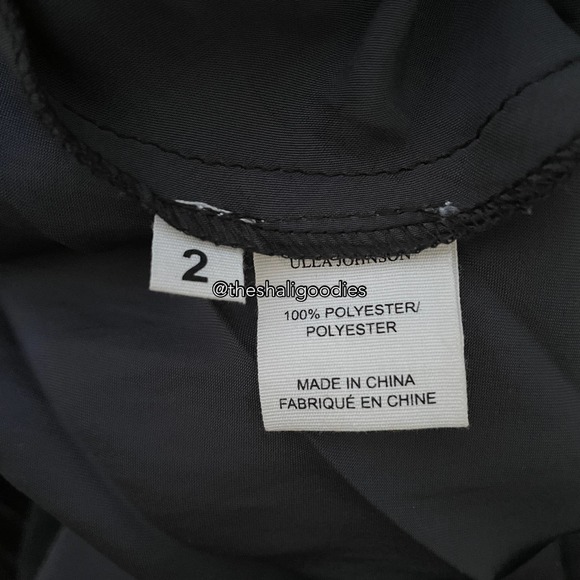 2
ULLA JOHNSON
@theshaligoodies
100% POLYESTER/
POLYESTER
MADE IN CHINA
FABRIQUÉ EN CHINE